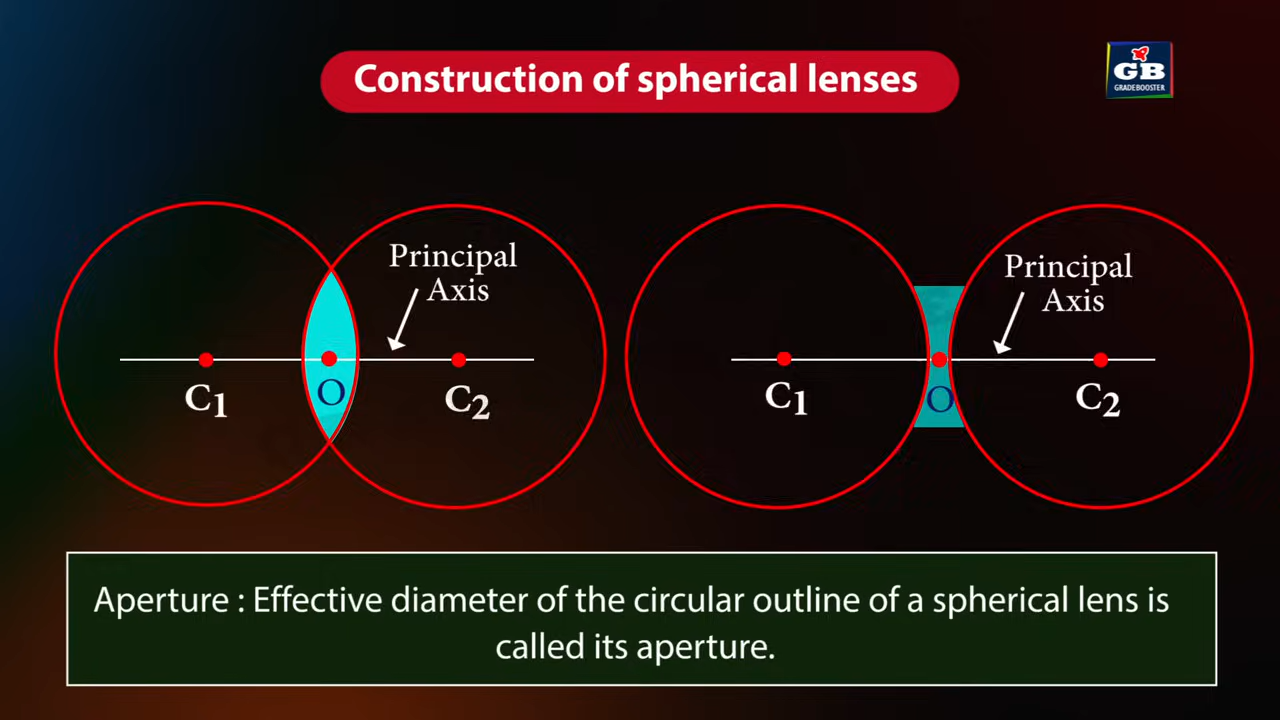 Construction of spherical lenses
GB
GRADEBOOSTER
Principal
Axis
C1
O
C2
Principal
Axis
C1
O
C2
Aperture : Effective diameter of the circular outline of a spherical lens is
called its aperture.